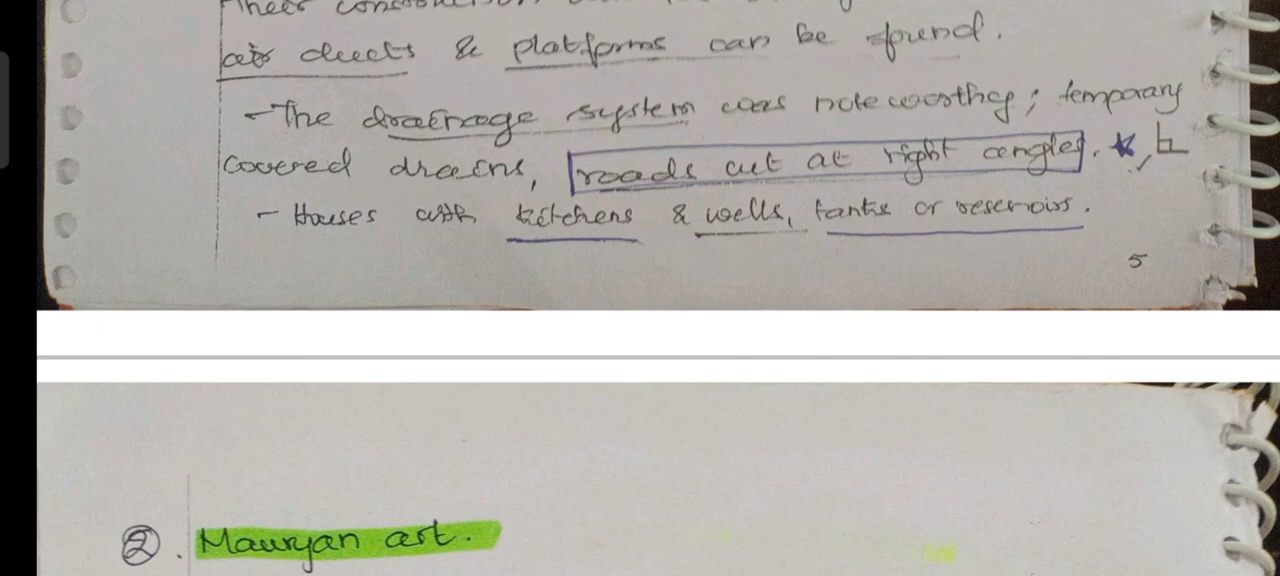 air ducts & platforms can be found.
- The drainage system was noteworthy; temporary
covered drains, roads cut at right angles.
- Houses with kitchens & wells, tanks or reservoirs.
5
2. Mauryan art.